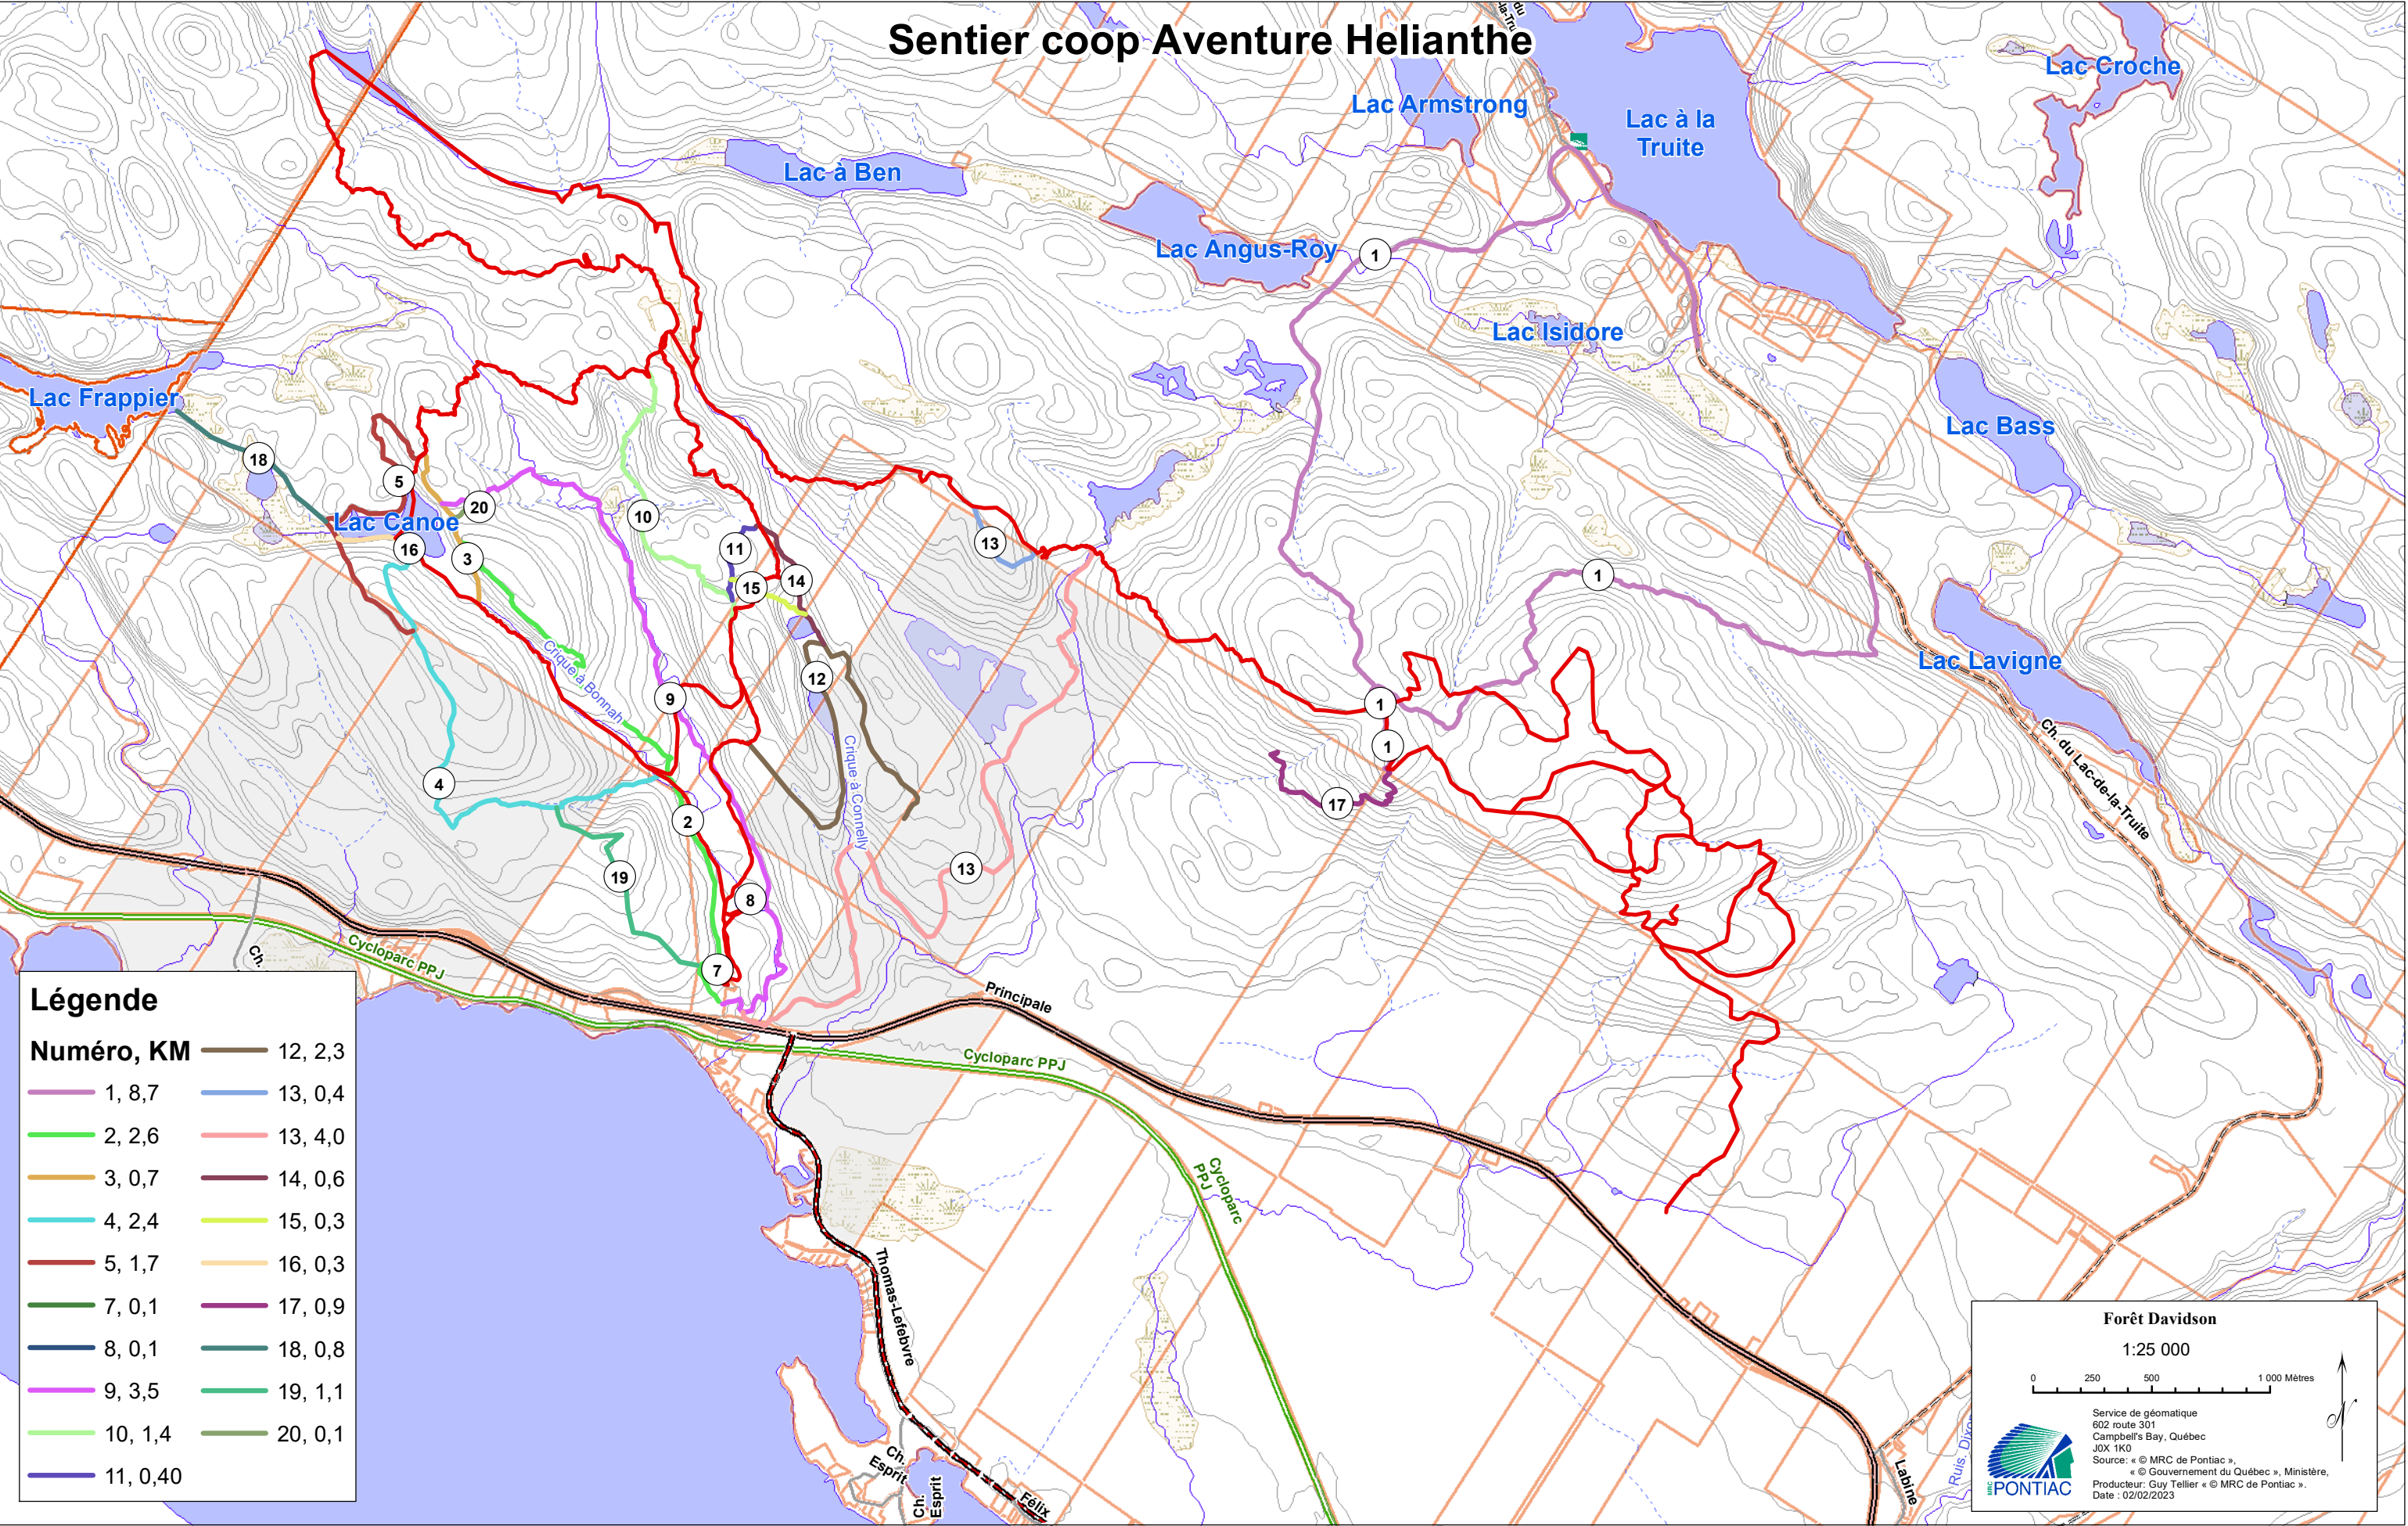 Sentier coop Aventure Helianthe
Lac Croche
Lac Armstrong
Lac à la
Truite
Lac à Ben
Lac Angus-Roy
1
Lac Isidore
Lac Frappier
Lac Bass
18
5
20
Lac Canoe
10
16
3
11
13
14
15
1
Crique à Bonnah
Lac Lavigne
12
9
1
1
4
Crique à Connelly
17
2
Ch. du Lac-de-la-Truite
19
13
8
7
Cycloparc PPJ
Ch.
Principale
Cycloparc PPJ
Cycloparc
PPJ
Thomas-Lefebvre
Ch.
Esprit
Ch.
Esprit
Félix
Labine
Légende
Numéro, KM
1, 8,7
2, 2,6
3, 0,7
4, 2,4
5, 1,7
7, 0,1
8, 0,1
9, 3,5
10, 1,4
11, 0,40
12, 2,3
13, 0,4
13, 4,0
14, 0,6
15, 0,3
16, 0,3
17, 0,9
18, 0,8
19, 1,1
20, 0,1
Forêt Davidson
1:25 000
0 250 500 1 000 Mètres
N
Service de géomatique
602 route 301
Campbell's Bay, Québec
J0X 1K0
Source: « © MRC de Pontiac »,
« © Gouvernement du Québec », Ministère,
Producteur: Guy Tellier « © MRC de Pontiac ».
Date : 02/02/2023
MRC PONTIAC